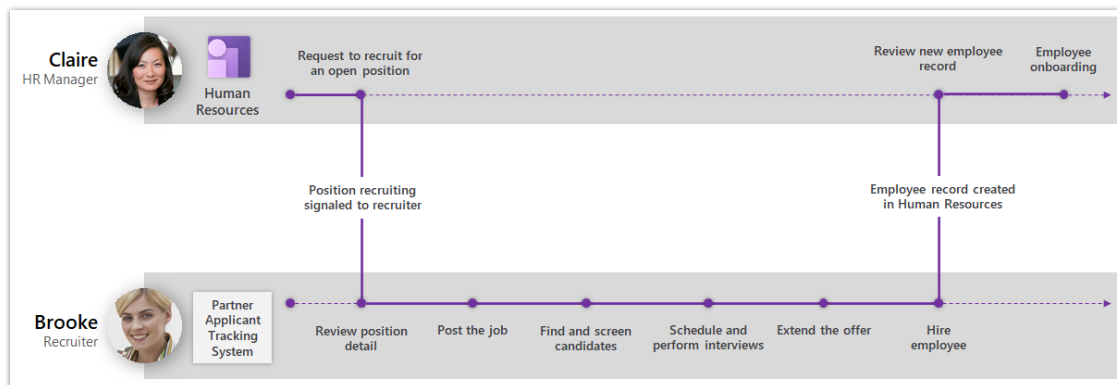 Claire
HR Manager
Human
Resources
Request to recruit for
an open position
Review new employee
record
Employee
onboarding
Position recruiting
signaled to recruiter
Employee record created
in Human Resources
Brooke
Recruiter
Partner
Applicant
Tracking
System
Review position
detail
Post the job
Find and screen
candidates
Schedule and
perform interviews
Extend the offer
Hire
employee